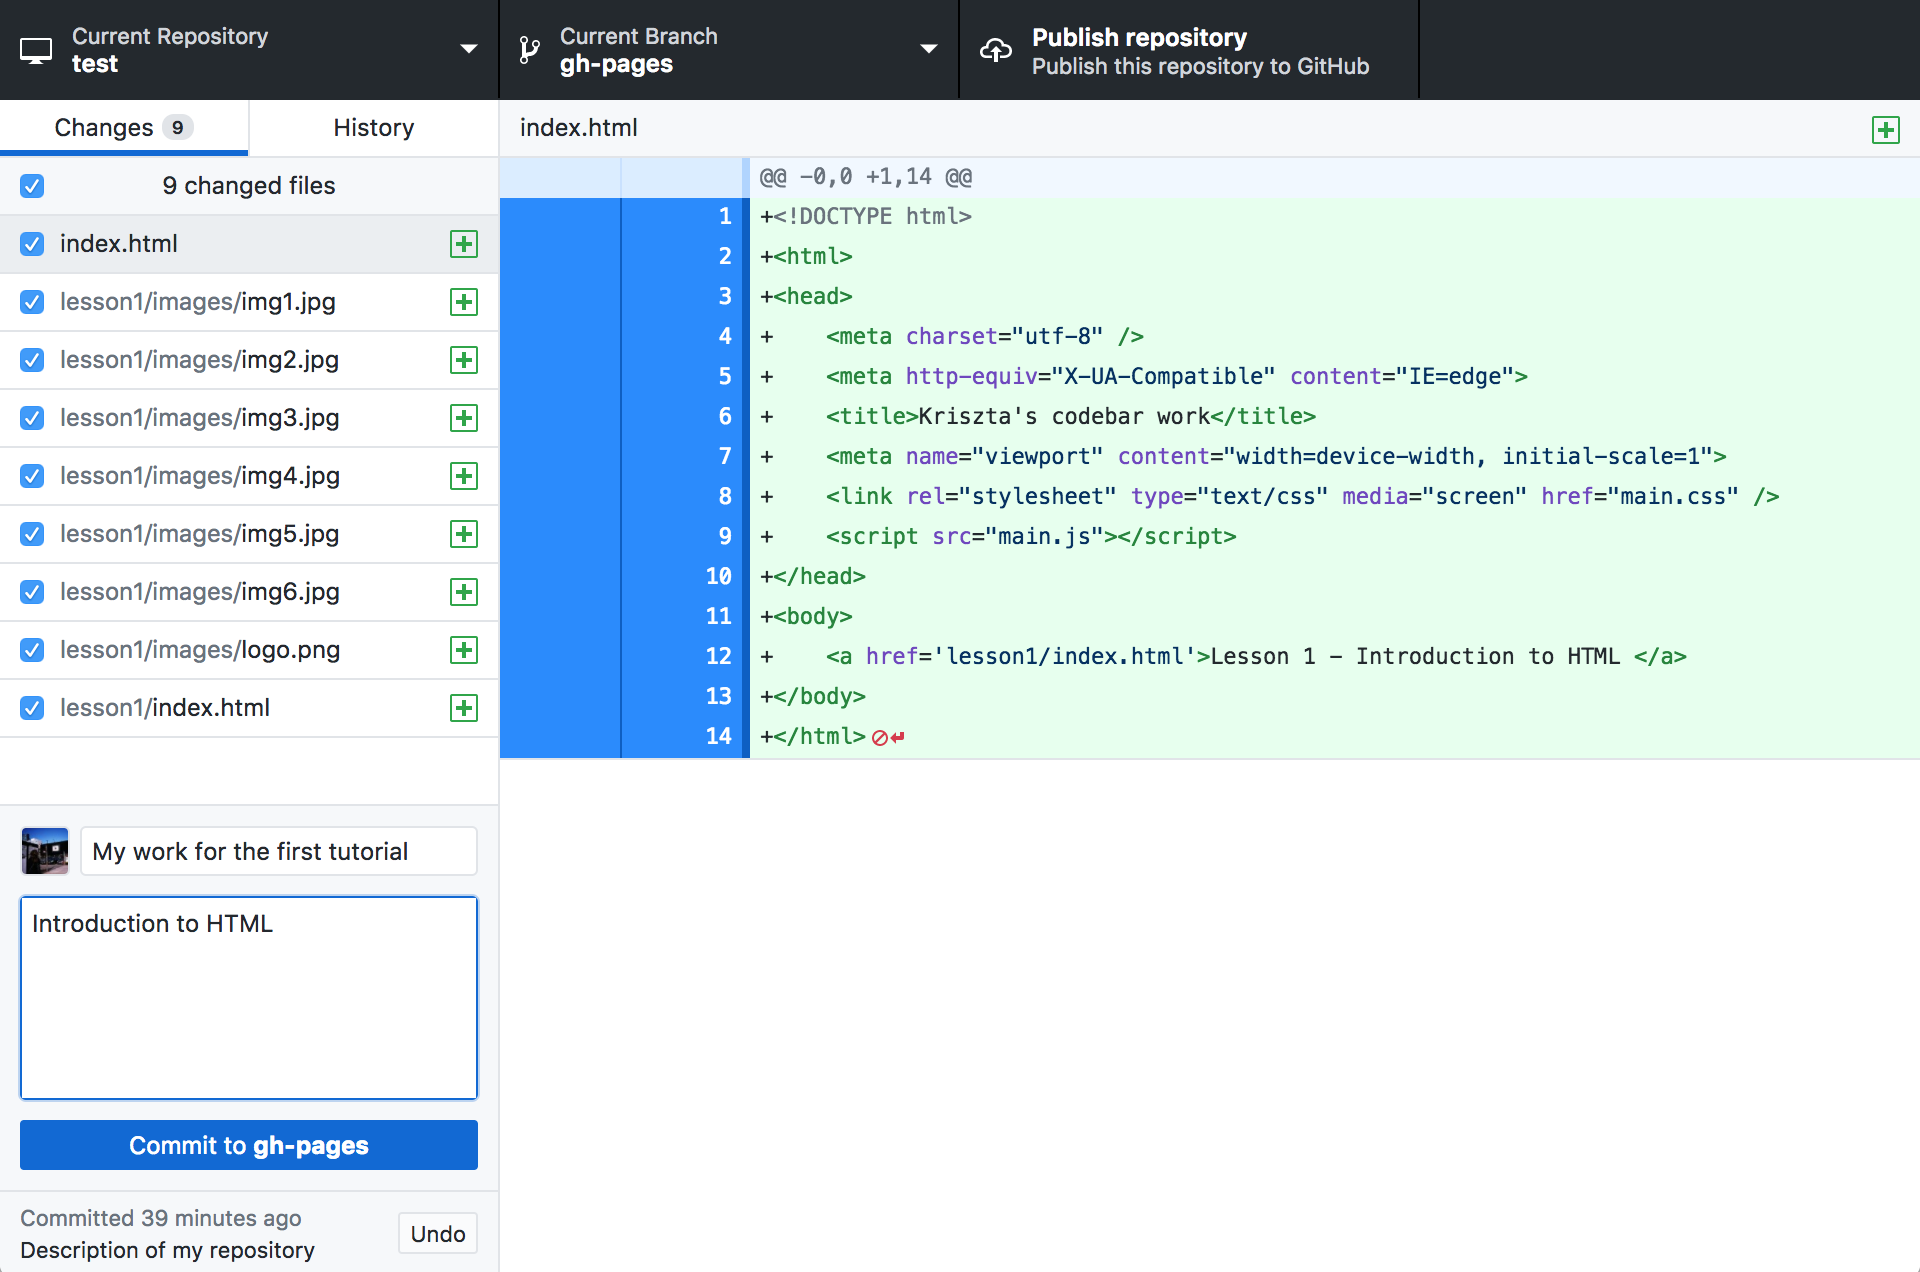 Current Repository
test
Current Branch
gh-pages
Publish repository
Publish this repository to GitHub
Changes 9
History
9 changed files
index.html
lesson1/images/img1.jpg
lesson1/images/img2.jpg
lesson1/images/img3.jpg
lesson1/images/img4.jpg
lesson1/images/img5.jpg
lesson1/images/img6.jpg
lesson1/images/logo.png
lesson1/index.html
My work for the first tutorial
Introduction to HTML
Commit to gh-pages
Committed 39 minutes ago
Description of my repository
Undo
index.html
@@ -0,0 +1,14 @@
1 +<!DOCTYPE html>
2 +<html>
3 +<head>
4 +    <meta charset="utf-8" />
5 +    <meta http-equiv="X-UA-Compatible" content="IE=edge">
6 +    <title>Kriszta's codebar work</title>
7 +    <meta name="viewport" content="width=device-width, initial-scale=1">
8 +    <link rel="stylesheet" type="text/css" media="screen" href="main.css" />
9 +    <script src="main.js"></script>
10 +</head>
11 +<body>
12 +    <a href='lesson1/index.html'>Lesson 1 - Introduction to HTML </a>
13 +</body>
14 +</html>